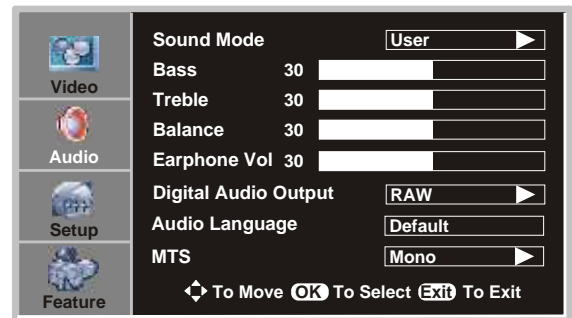 Video
Audio
Setup
Feature
Sound Mode User
Bass 30
Treble 30
Balance 30
Earphone Vol 30
Digital Audio Output RAW
Audio Language Default
MTS Mono
To Move OK To Select Exit To Exit